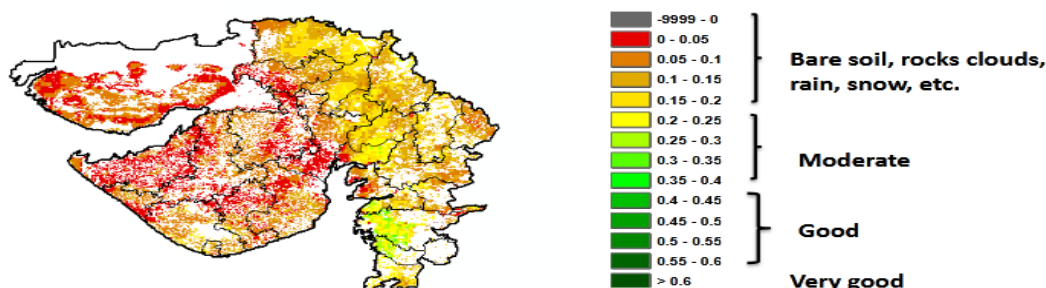 -9999 - 0
0 - 0.05
0.05 - 0.1
0.1 - 0.15
0.15 - 0.2
0.2 - 0.25
0.25 - 0.3
0.3 - 0.35
0.35 - 0.4
0.4 - 0.45
0.45 - 0.5
0.5 - 0.55
0.55 - 0.6
> 0.6
Bare soil, rocks clouds,
rain, snow, etc.
Moderate
Good
Very good